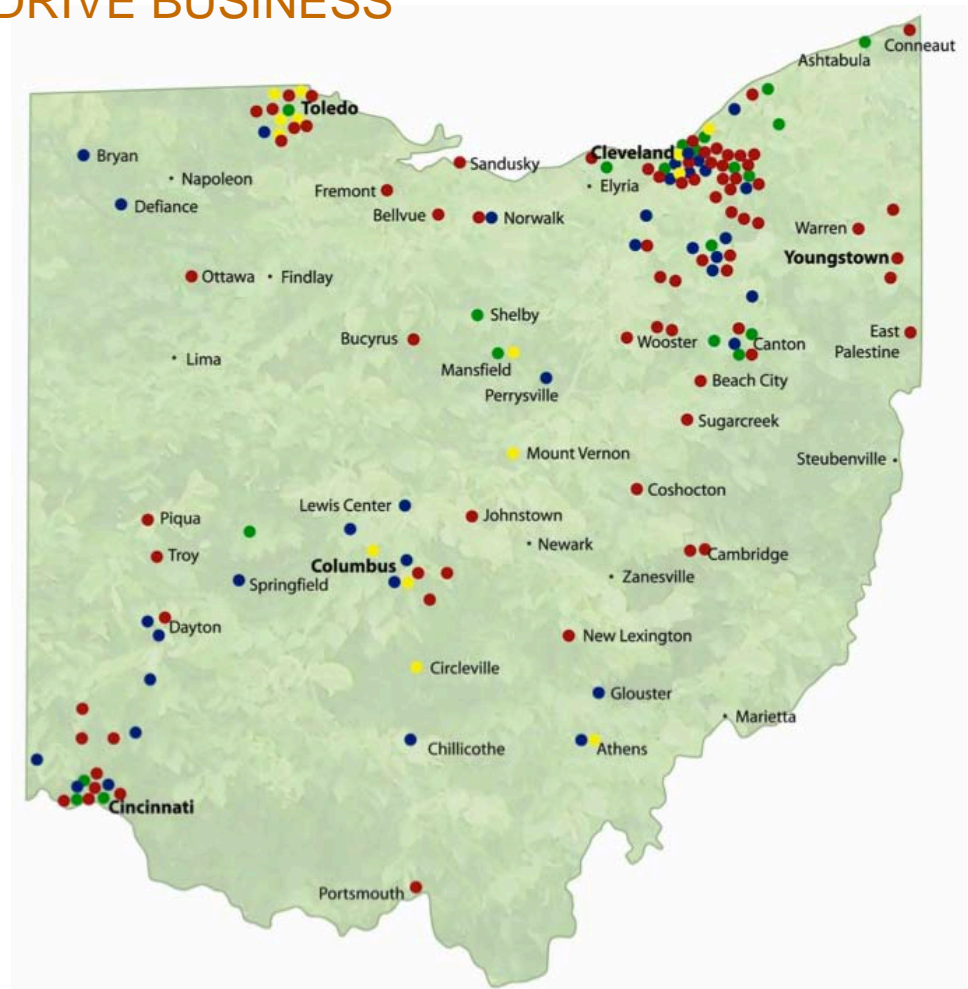 DRIVE BUSINESS
Conneaut
Ashtabula
Toledo
Cleveland
Bryan
Sandusky
Napoleon
Elyria
Fremont
Defiance
Bellvue
Norwalk
Warren
Youngstown
Ottawa
Findlay
Shelby
East
Palestine
Bucyrus
Wooster
Canton
Lima
Mansfield
Beach City
Perrysville
Sugarcreek
Mount Vernon
Steubenville
Coshocton
Lewis Center
Johnstown
Piqua
Newark
Troy
Cambridge
Columbus
Zanesville
Springfield
Dayton
New Lexington
Circleville
Glouster
Marietta
Chillicothe
Athens
Cincinnati
Portsmouth